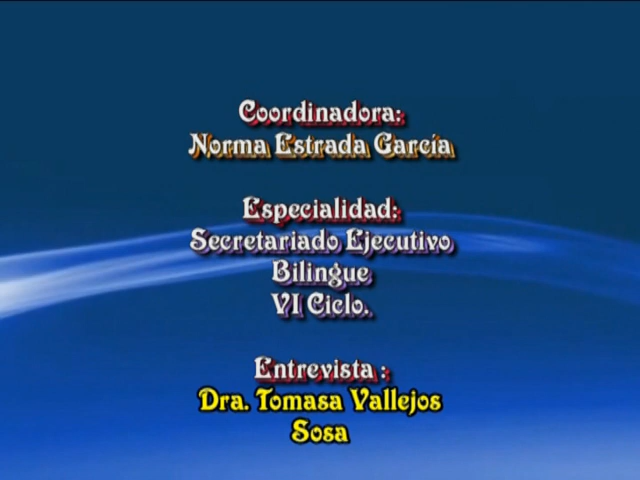 Coordinadora:
Norma Estrada García
Especialidad:
Secretariado Ejecutivo
Bilingue
VI Ciclo.
Entrevista :
Dra. Tomasa Vallejos
Sosa